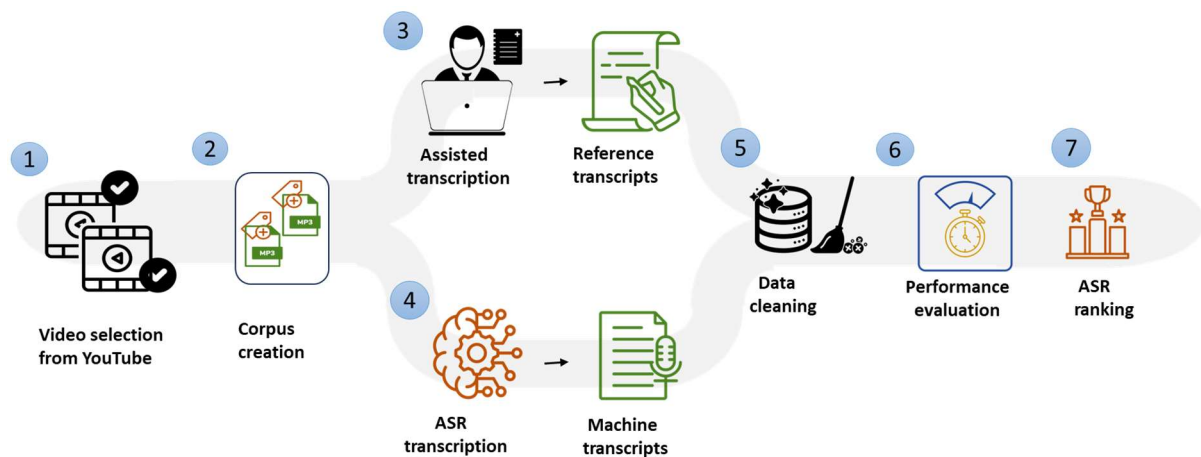 1
Video selection
from YouTube
2
MP3
MP3
Corpus
creation
3
Assisted
transcription
Reference
transcripts
4
ASR
transcription
Machine
transcripts
5
Data
cleaning
6
Performance
evaluation
7
ASR
ranking